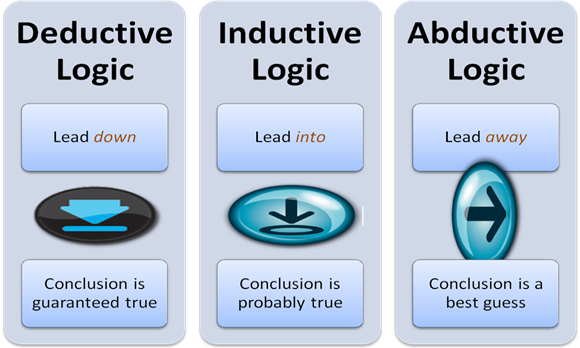 Deductive
Logic
Lead down
Conclusion is
guaranteed true
Inductive
Logic
Lead into
Conclusion is
probably true
Abductive
Logic
Lead away
Conclusion is a
best guess